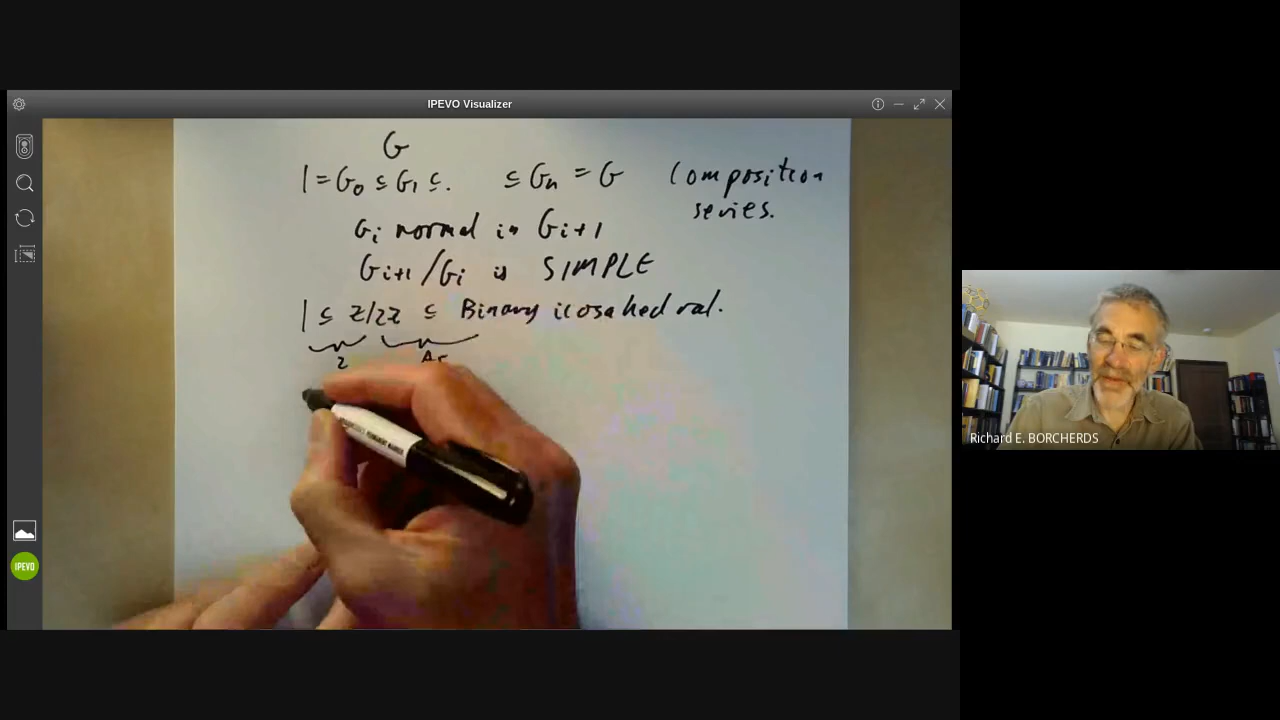 IPEVO Visualizer
G
1 = G₀ ⊆ G₁ ⊆ . ⊆ Gₙ = G Composition
series.
Gᵢ normal in Gᵢ₊₁
Gᵢ₊₁/Gᵢ is SIMPLE
1 ⊆ Z/2Z ⊆ Binary icosahedral.
2 A₅
Richard E. BORCHERDS
IPEVO